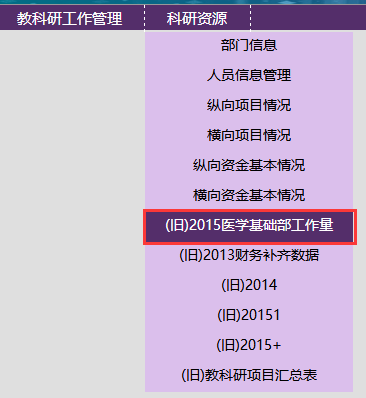 教科研工作管理 科研资源
部门信息
人员信息管理
纵向项目情况
横向项目情况
纵向资金基本情况
横向资金基本情况
(旧)2015医学基础部工作量
(旧)2013财务补齐数据
(旧)2014
(旧)20151
(旧)2015+
(旧)教科研项目汇总表